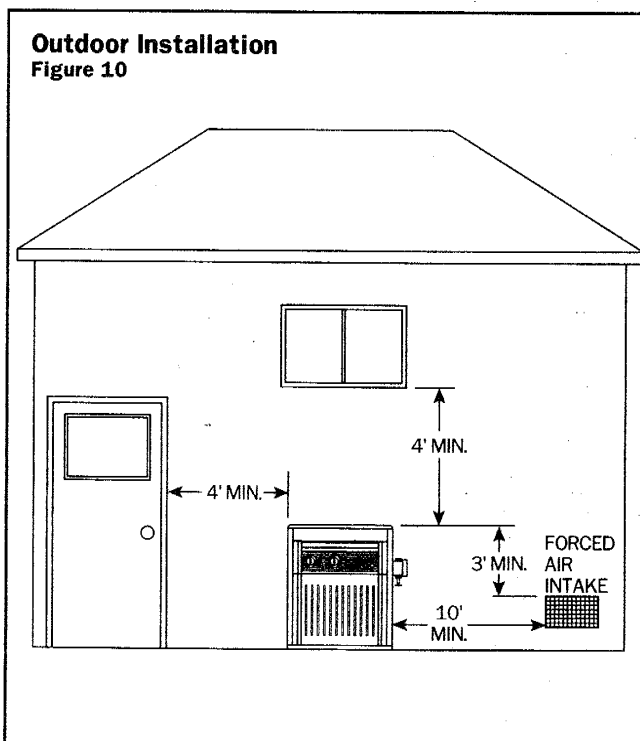 Outdoor Installation
Figure 10
4' MIN.
4' MIN.
3' MIN.
FORCED
AIR
INTAKE
10'
MIN.